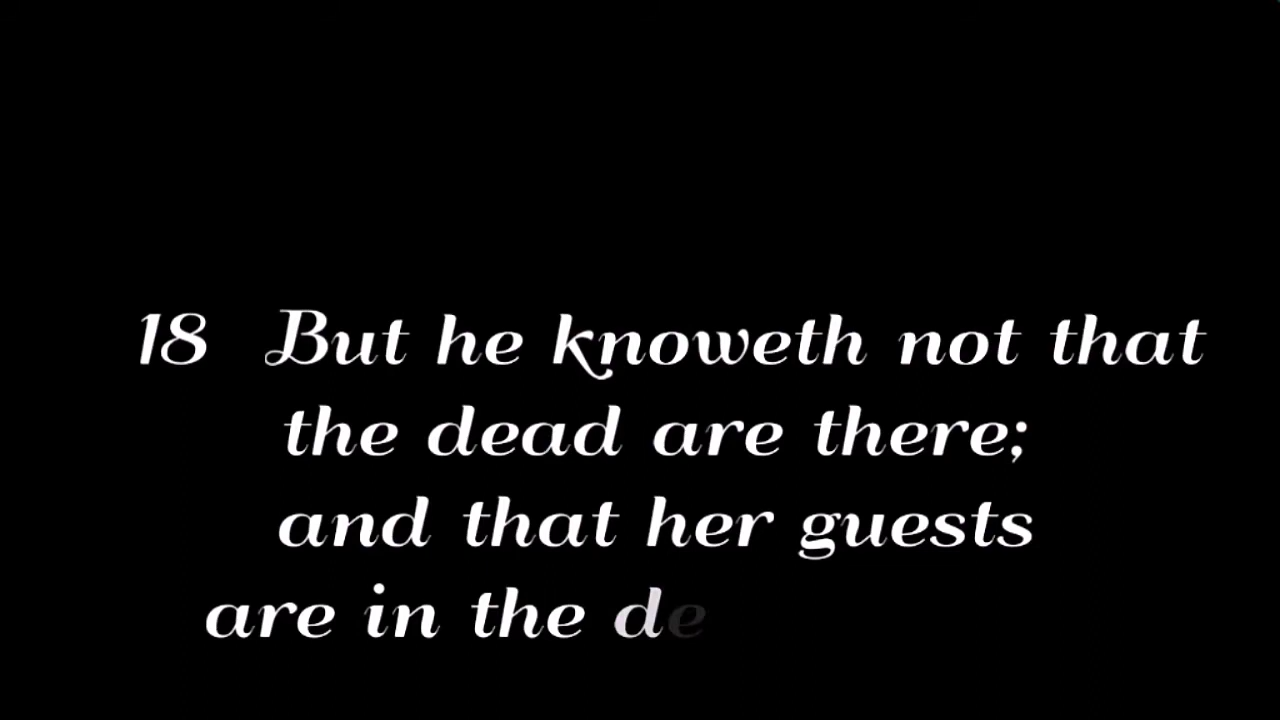 18 But he knoweth not that
the dead are there;
and that her guests
are in the de